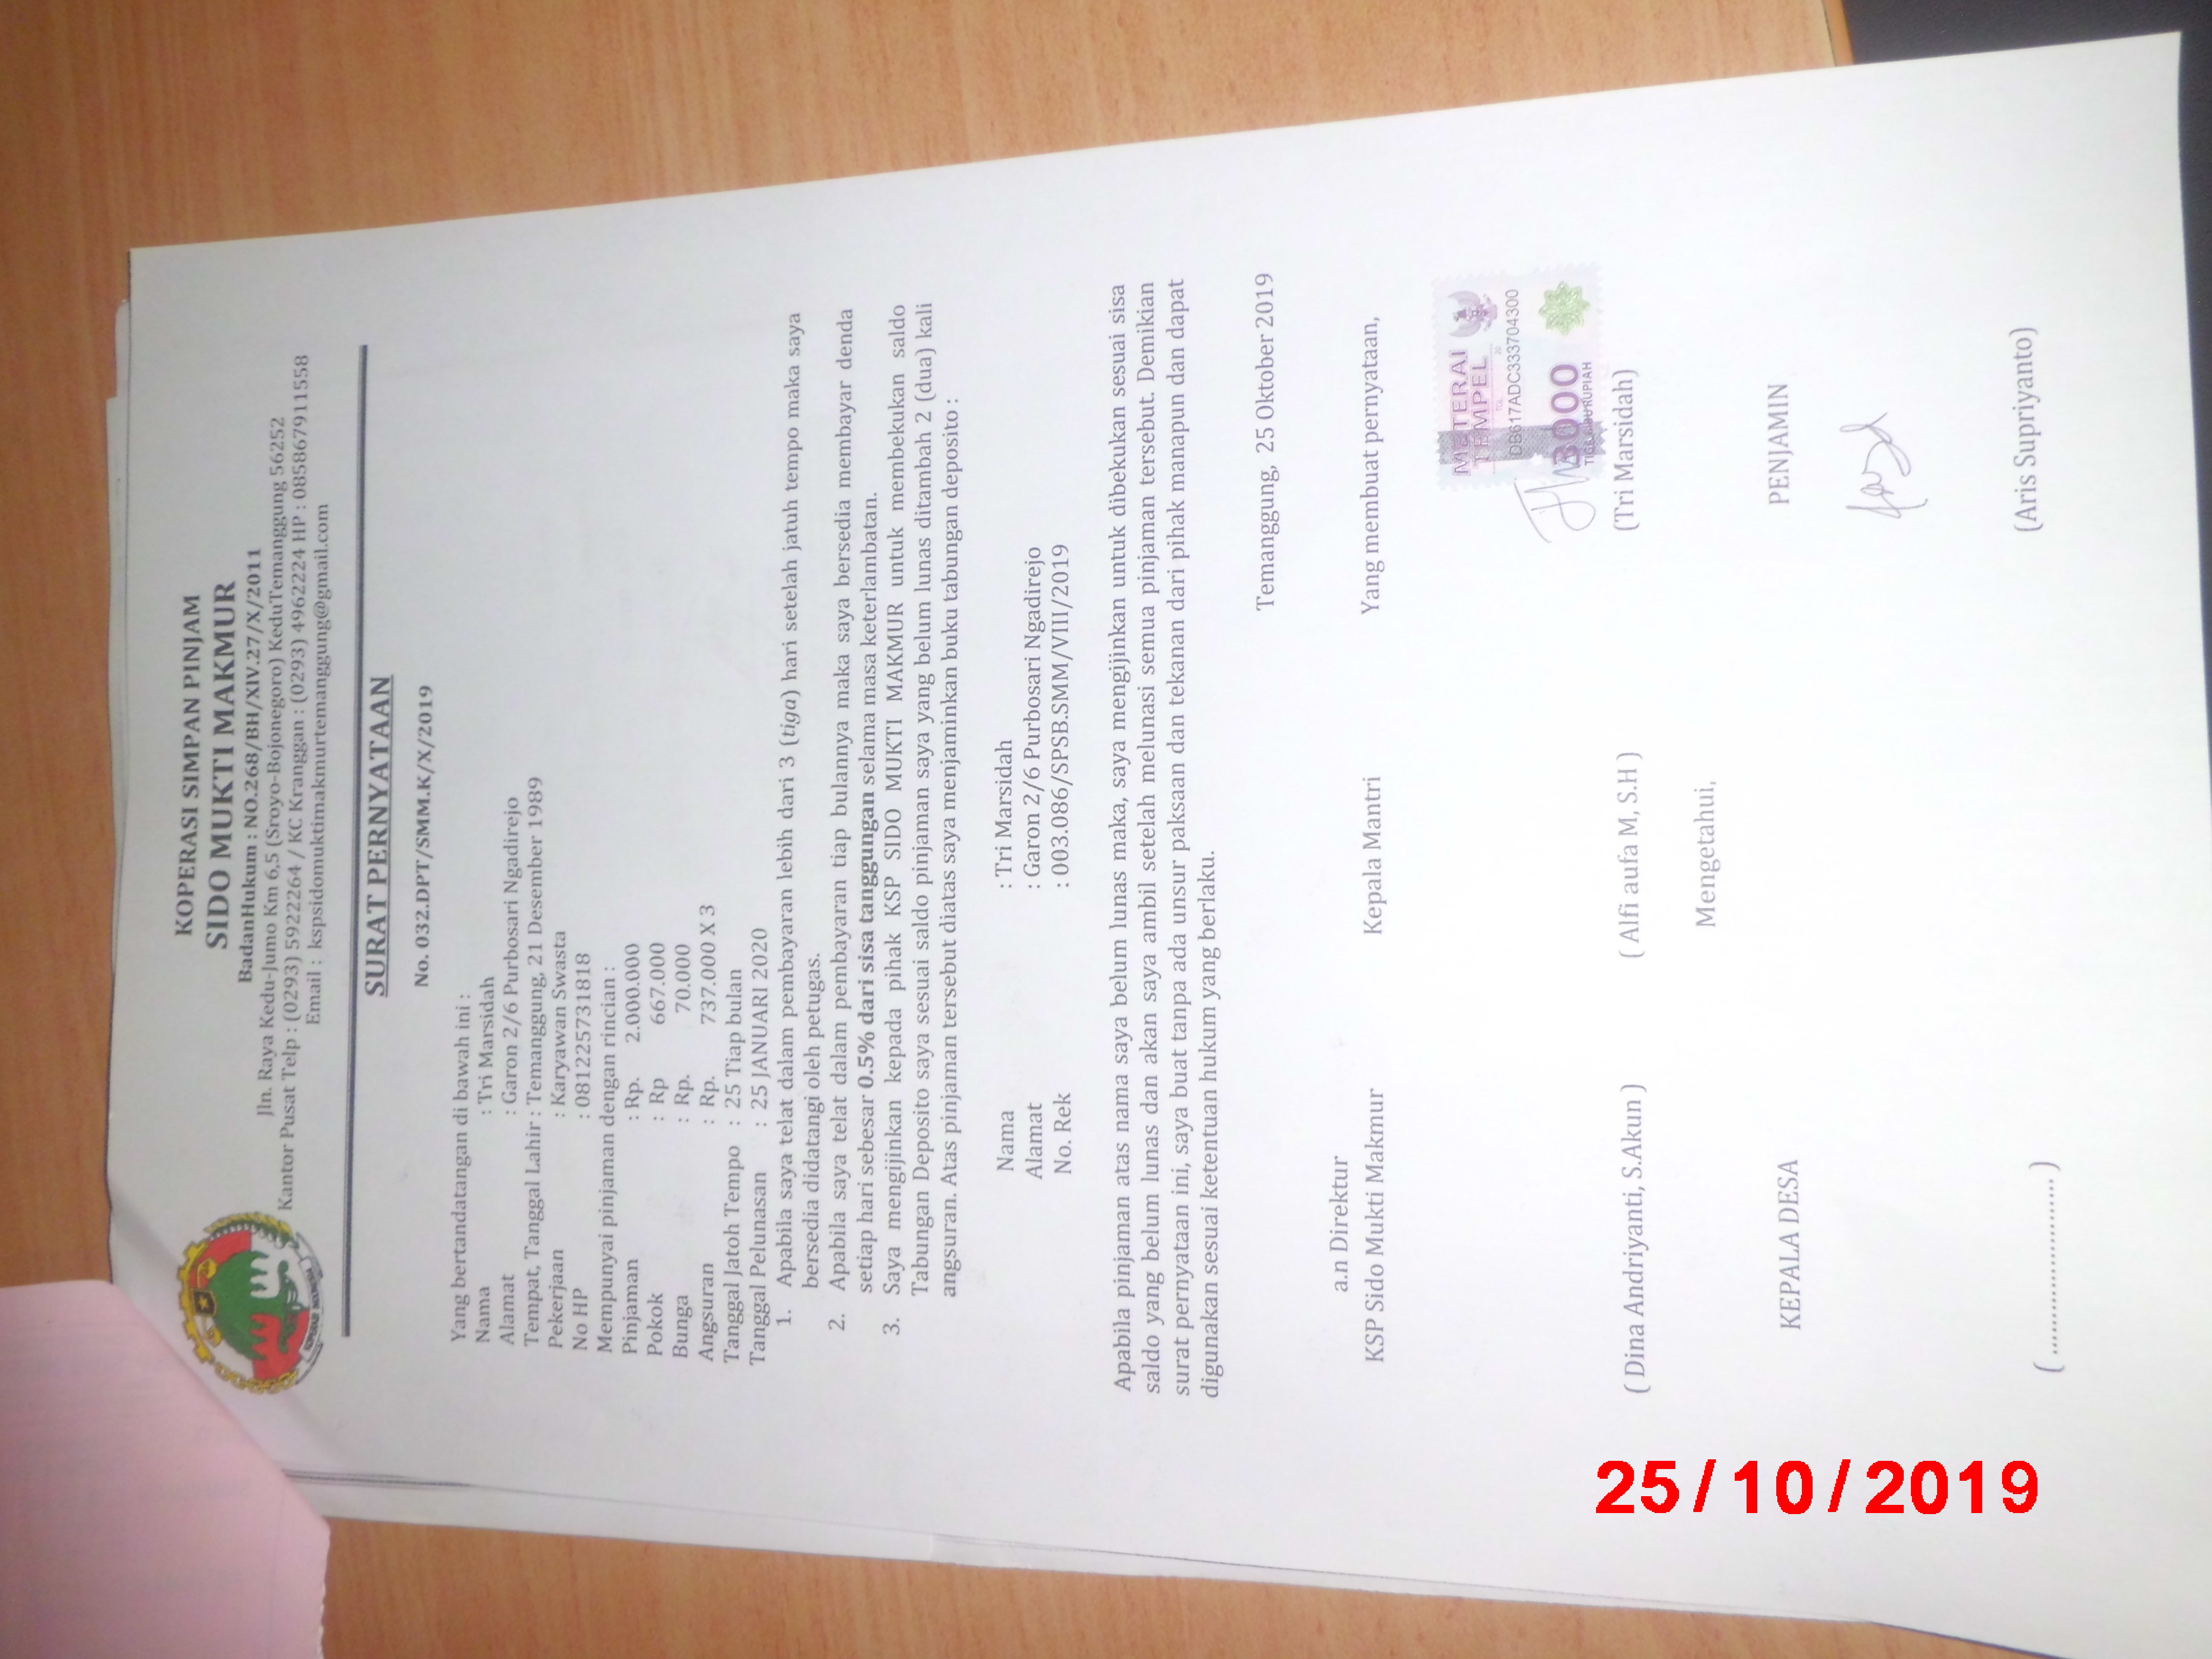 KOPERASI SIMPAN PINJAM
SIDO MUKTI MAKMUR
BadanHukum : NO.268/BH/XIV.27/X/2011
Jln. Raya Kedu-Jumo Km 6,5 (Sroyo-Bojonegoro) KeduTemanggung 56252
Kantor Pusat Telp : (0293) 5922264 / KC Kranggan : (0293) 4962224 HP : 085867911558
Email : kspsidomuktimakmurtemanggung@gmail.com
SURAT PERNYATAAN
No. 032.DPT/SMM.K/X/2019
Yang bertandatangan di bawah ini :
Nama : Tri Marsidah
Alamat : Garon 2/6 Purbosari Ngadirejo
Tempat, Tanggal Lahir : Temanggung, 21 Desember 1989
Pekerjaan : Karyawan Swasta
No HP : 081225731818
Mempunyai pinjaman dengan rincian :
Pinjaman : Rp. 2.000.000
Pokok : Rp 667.000
Bunga : Rp. 70.000
Angsuran : Rp. 737.000 X 3
Tanggal Jatoh Tempo : 25 Tiap bulan
Tanggal Pelunasan : 25 JANUARI 2020
1. Apabila saya telat dalam pembayaran lebih dari 3 (tiga) hari setelah jatuh tempo maka saya
bersedia didatangi oleh petugas.
2. Apabila saya telat dalam pembayaran tiap bulannya maka saya bersedia membayar denda
setiap hari sebesar 0.5% dari sisa tanggungan selama masa keterlambatan.
3. Saya mengijinkan kepada pihak KSP SIDO MUKTI MAKMUR untuk membekukan saldo
Tabungan Deposito saya sesuai saldo pinjaman saya yang belum lunas ditambah 2 (dua) kali
angsuran. Atas pinjaman tersebut diatas saya menjaminkan buku tabungan deposito :
Nama : Tri Marsidah
Alamat : Garon 2/6 Purbosari Ngadirejo
No. Rek : 003.086/SPSB.SMM/VIII/2019
Apabila pinjaman atas nama saya belum lunas maka, saya mengijinkan untuk dibekukan sesuai sisa
saldo yang belum lunas dan akan saya ambil setelah melunasi semua pinjaman tersebut. Demikian
surat pernyataan ini, saya buat tanpa ada unsur paksaan dan tekanan dari pihak manapun dan dapat
digunakan sesuai ketentuan hukum yang berlaku.
Temanggung, 25 Oktober 2019
a.n Direktur
KSP Sido Mukti Makmur Kepala Mantri Yang membuat pernyataan,
METERAI
TEMPEL
DB617ADC333704300
3000
TIGA RIBU RUPIAH
( Dina Andriyanti, S.Akun ) ( Alfi aufa M, S.H ) (Tri Marsidah)
Mengetahui,
KEPALA DESA PENJAMIN
( ........................... ) (Aris Supriyanto)
25/10/2019